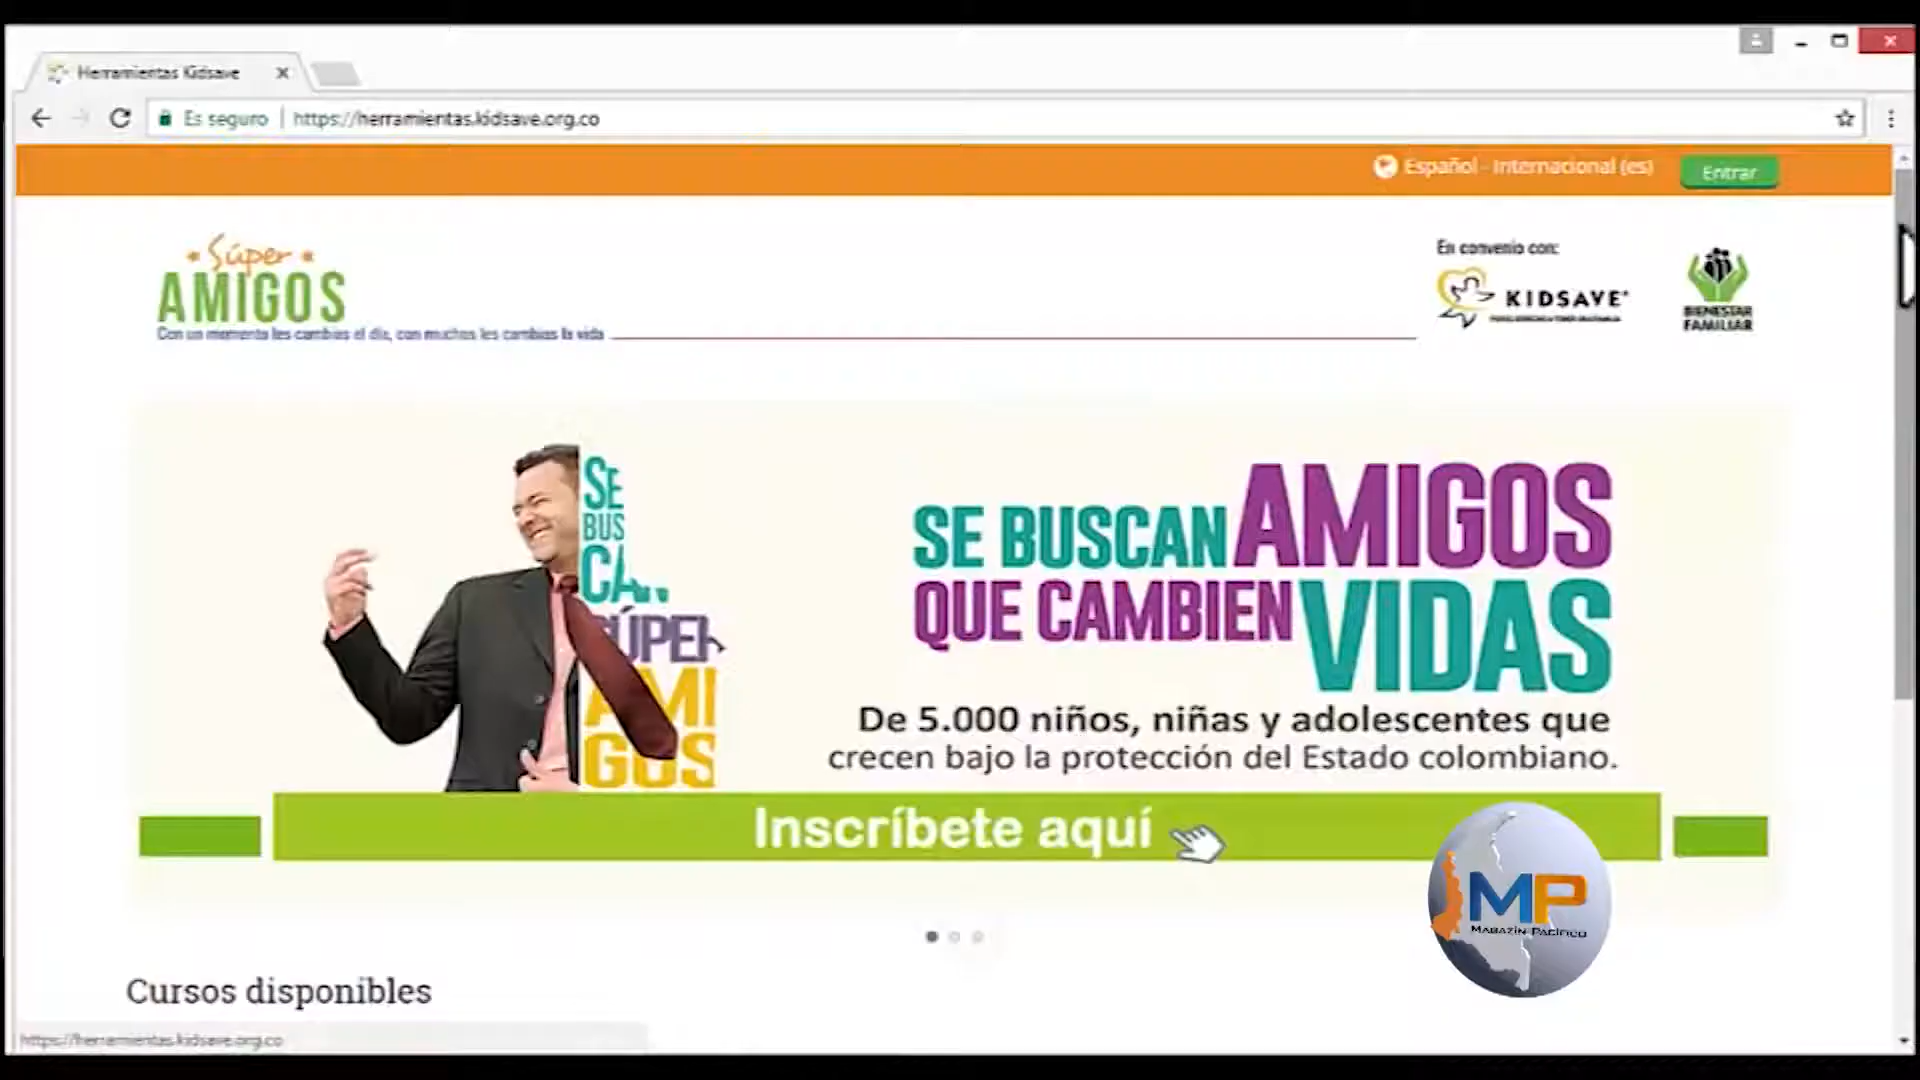 Herramientas Kidsave
Es seguro
https://herramientas.kidsave.org.co
Español - Internacional (es)
Entrar
Súper
AMIGOS
Con un momento les cambias el día, con muchos les cambias la vida
En convenio con:
KIDSAVE
BIENESTAR
FAMILIAR
SE
BUS
CAN
SÚPER
AMI
GOS
SE BUSCAN AMIGOS
QUE CAMBIEN VIDAS
De 5.000 niños, niñas y adolescentes que
crecen bajo la protección del Estado colombiano.
Inscríbete aquí
MP
MAGAZÍN PACÍFICO
Cursos disponibles
https://herramientas.kidsave.org.co